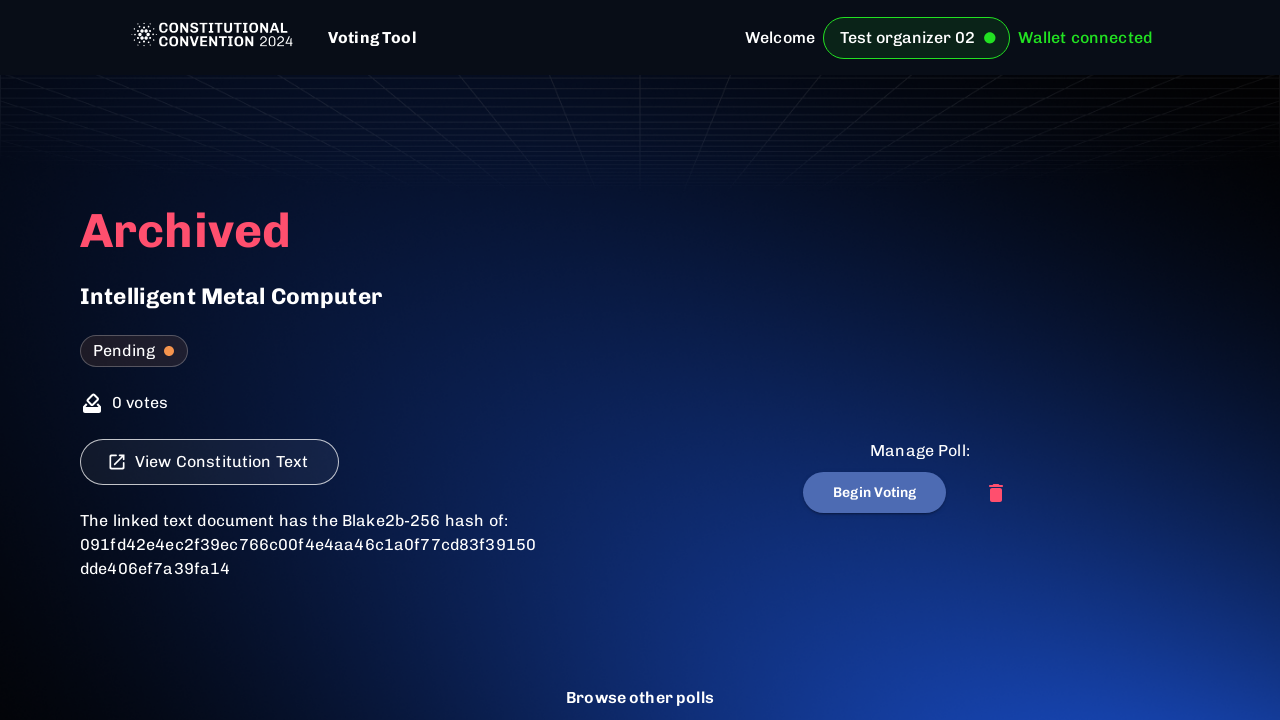 CONSTITUTIONAL
CONVENTION 2024
Voting Tool
Welcome
Test organizer 02
Wallet connected
Archived
Intelligent Metal Computer
Pending
0 votes
View Constitution Text
Manage Poll:
Begin Voting
The linked text document has the Blake2b-256 hash of:
091fd42e4ec2f39ec766c00f4e4aa46c1a0f77cd83f39150
dde406ef7a39fa14
Browse other polls